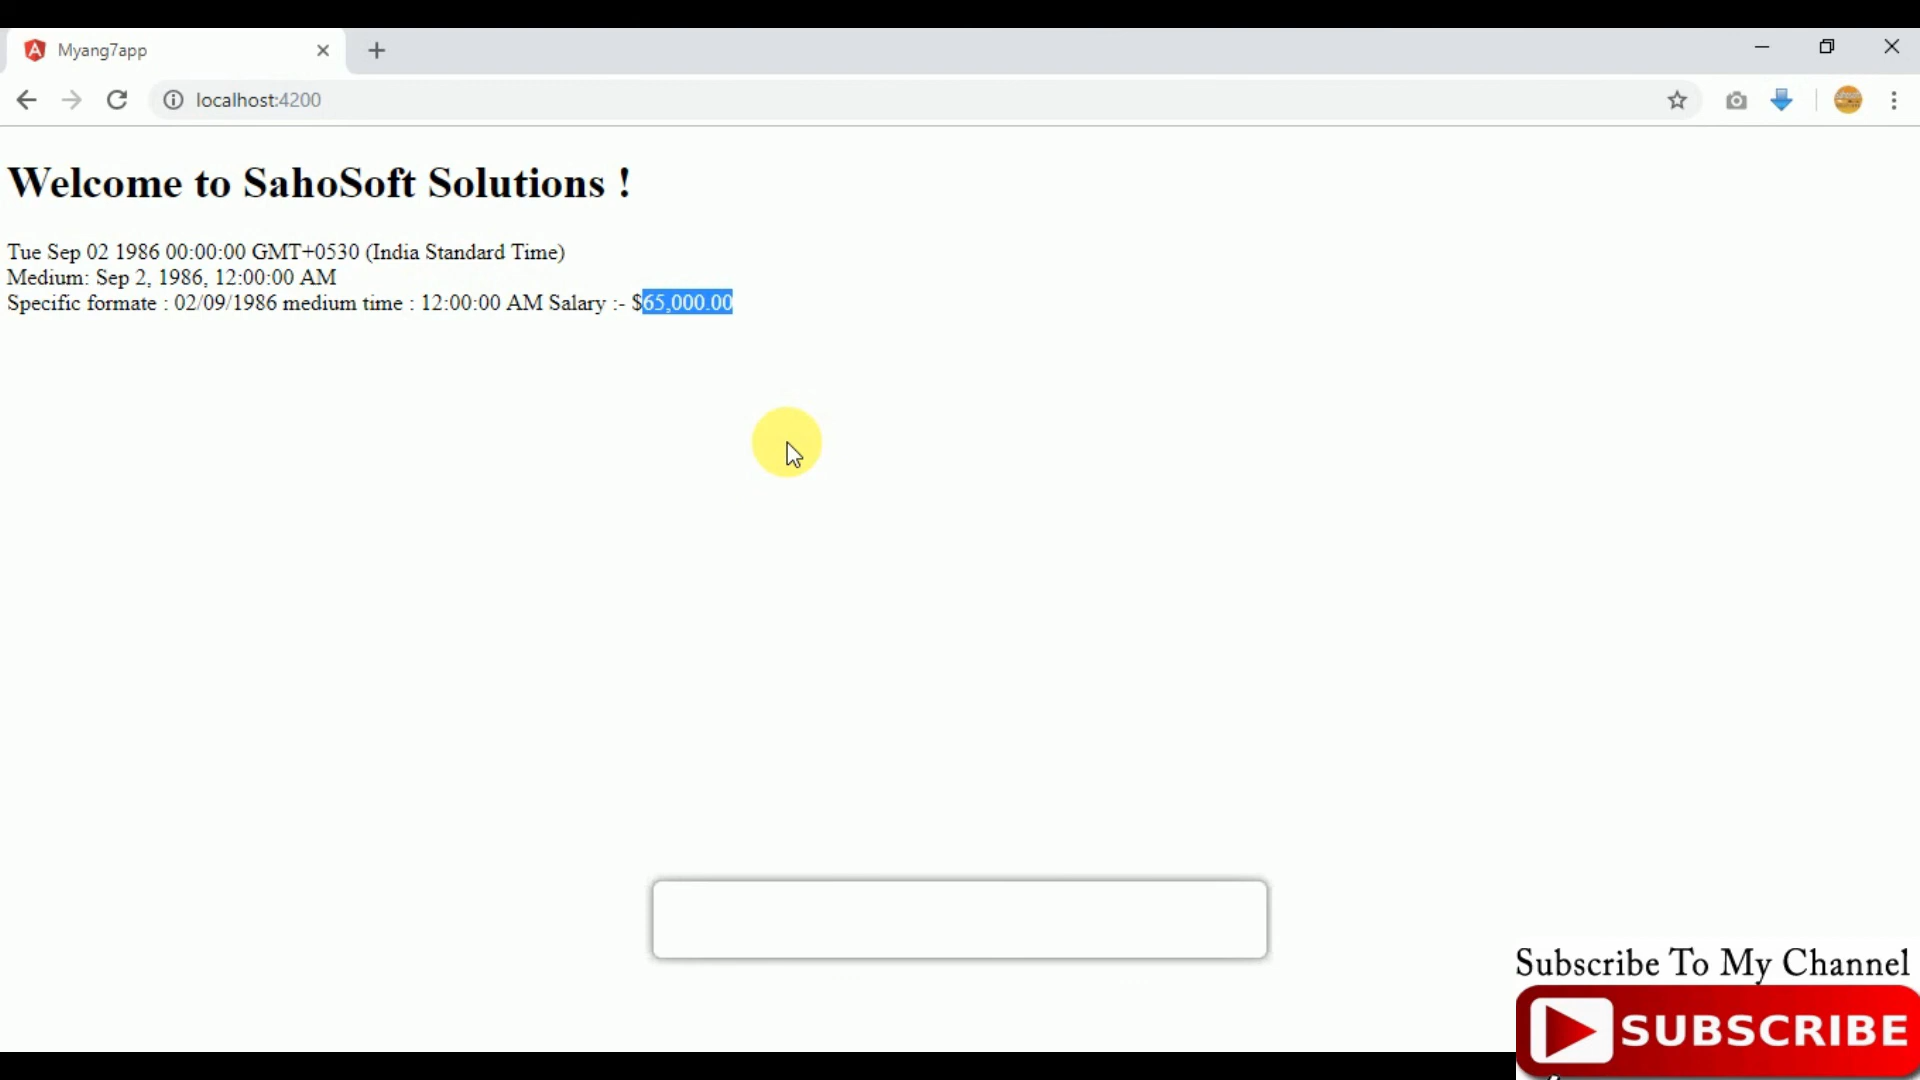 Myang7app
localhost:4200
Welcome to SahoSoft Solutions !
Tue Sep 02 1986 00:00:00 GMT+0530 (India Standard Time)
Medium: Sep 2, 1986, 12:00:00 AM
Specific formate : 02/09/1986 medium time : 12:00:00 AM Salary :- $65,000.00
Subscribe To My Channel
SUBSCRIBE